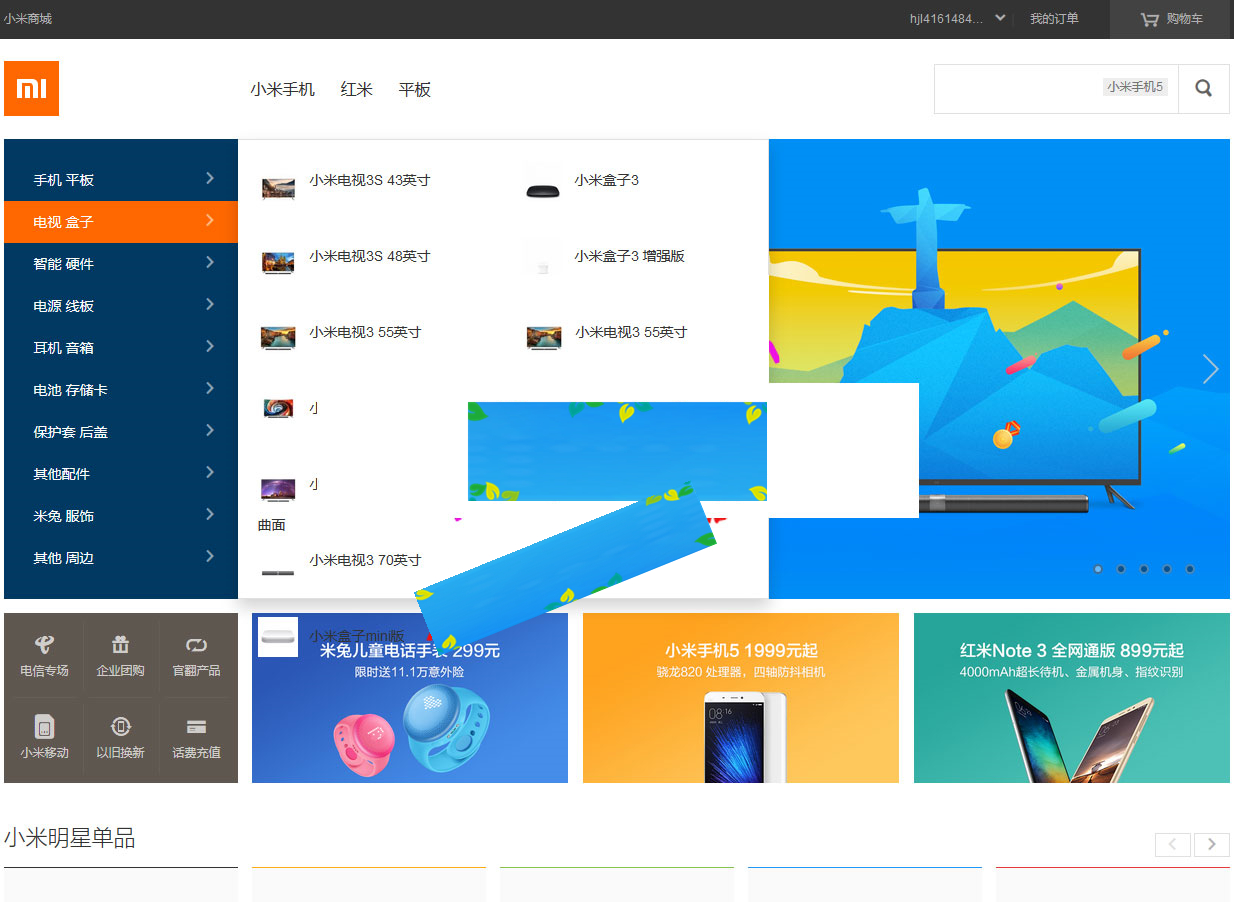 小米商城
hjl4161484...
我的订单
购物车
小米手机
红米
平板
小米手机5
手机 平板
电视 盒子
智能 硬件
电源 线板
耳机 音箱
电池 存储卡
保护套 后盖
其他配件
米兔 服饰
其他 周边
小米电视3S 43英寸
小米盒子3
小米电视3S 48英寸
小米盒子3 增强版
小米电视3 55英寸
小米电视3 55英寸
曲面
小米电视3 70英寸
小米盒子mini版
电信专场
企业团购
官翻产品
小米移动
以旧换新
话费充值
米兔儿童电话手表 299元
限时送11.1万意外险
小米手机5 1999元起
骁龙820 处理器，四轴防抖相机
08:16
红米Note 3 全网通版 899元起
4000mAh超长待机、金属机身、指纹识别
小米明星单品